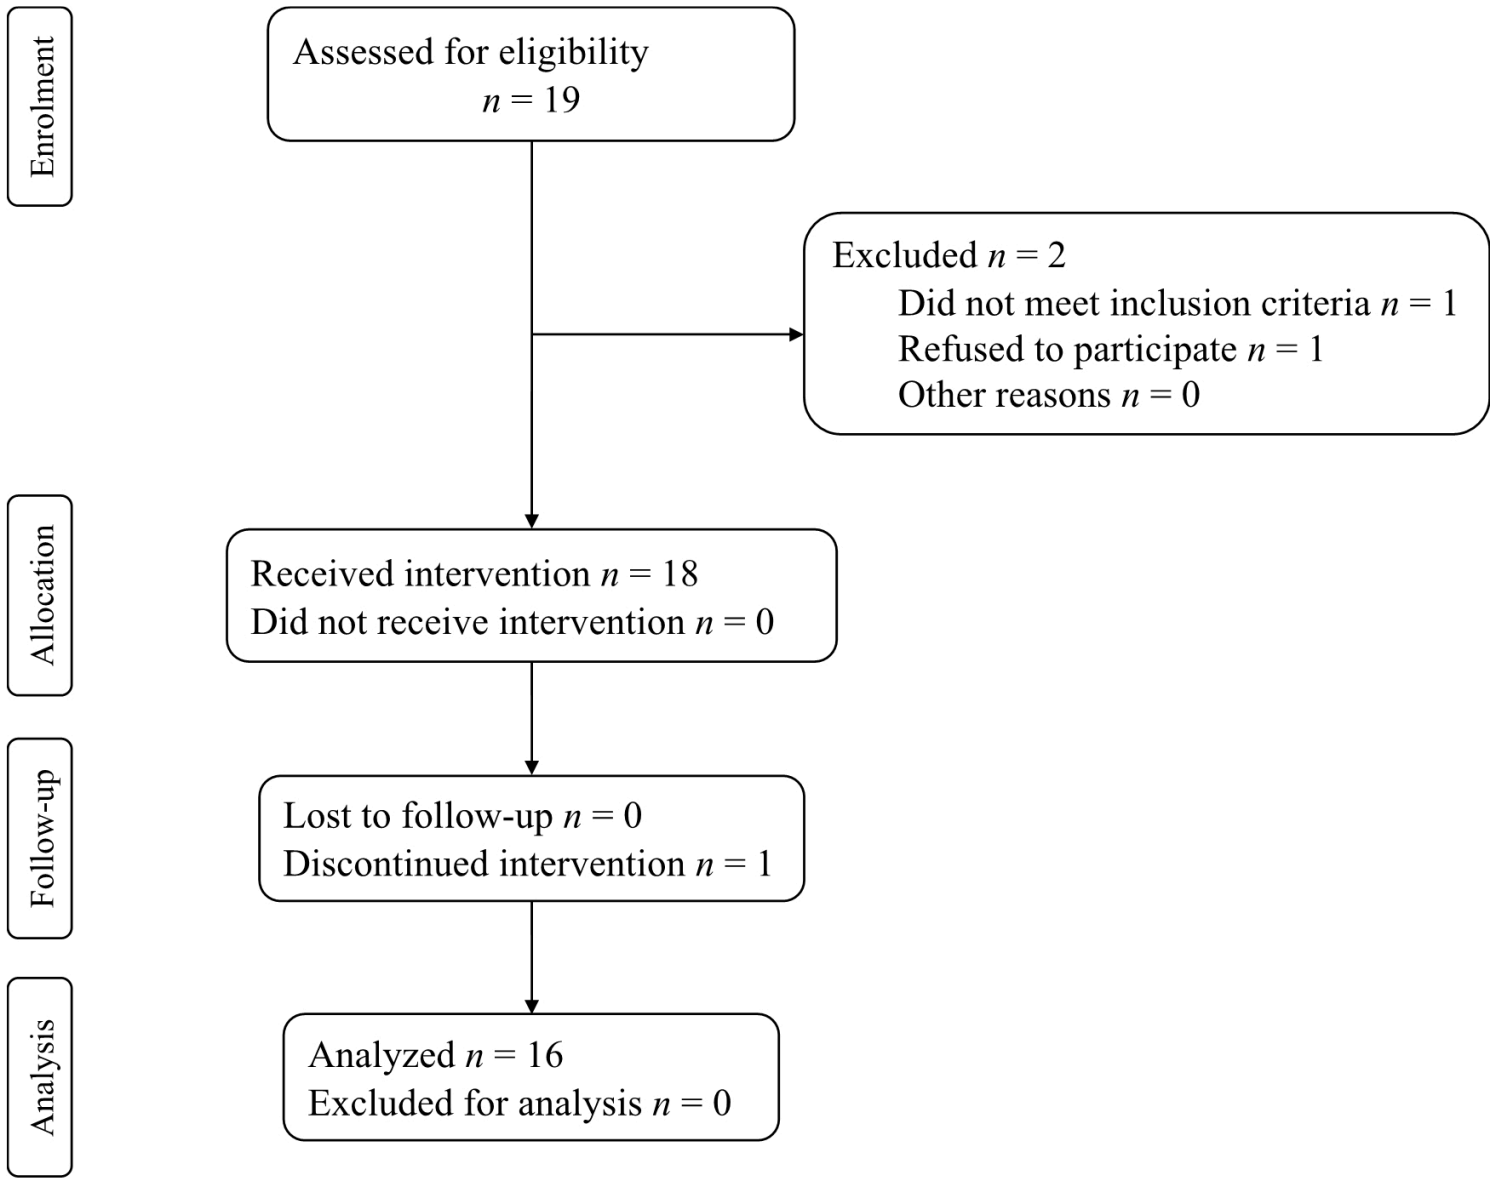 Enrolment
Assessed for eligibility
n = 19
Excluded n = 2
Did not meet inclusion criteria n = 1
Refused to participate n = 1
Other reasons n = 0
Allocation
Received intervention n = 18
Did not receive intervention n = 0
Follow-up
Lost to follow-up n = 0
Discontinued intervention n = 1
Analysis
Analyzed n = 16
Excluded for analysis n = 0